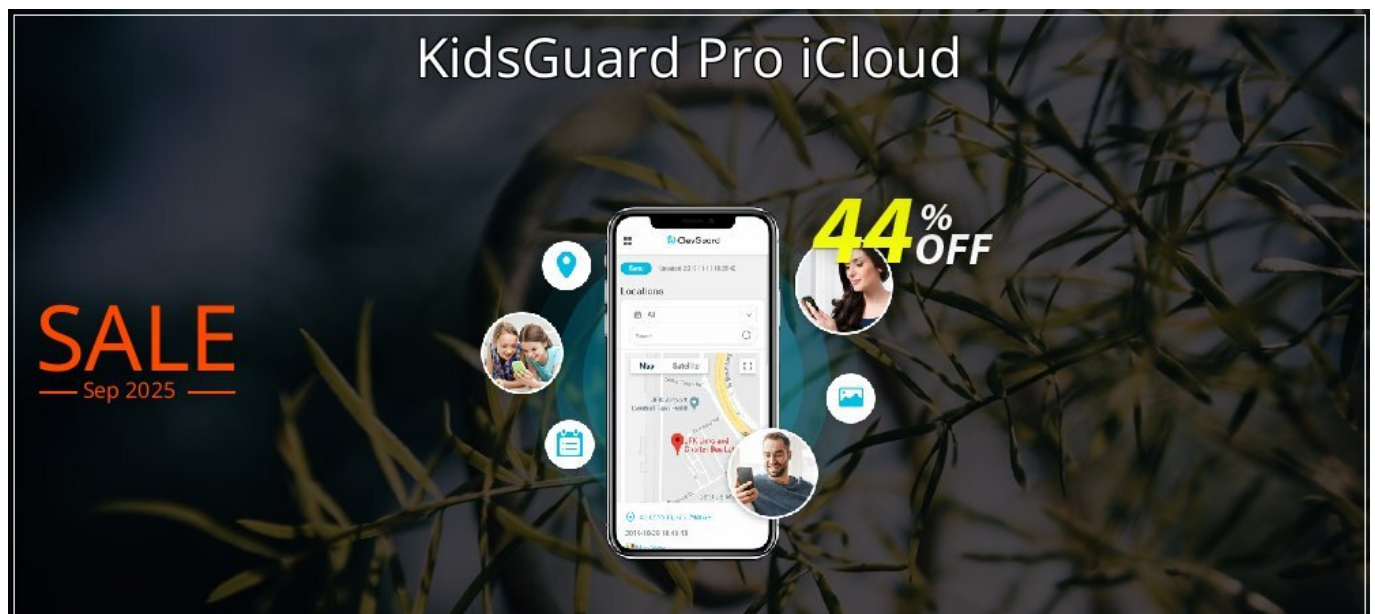 KidsGuard Pro iCloud
44%
OFF
SALE
Sep 2025
ClevGuard
Locations
All
Map Satellite